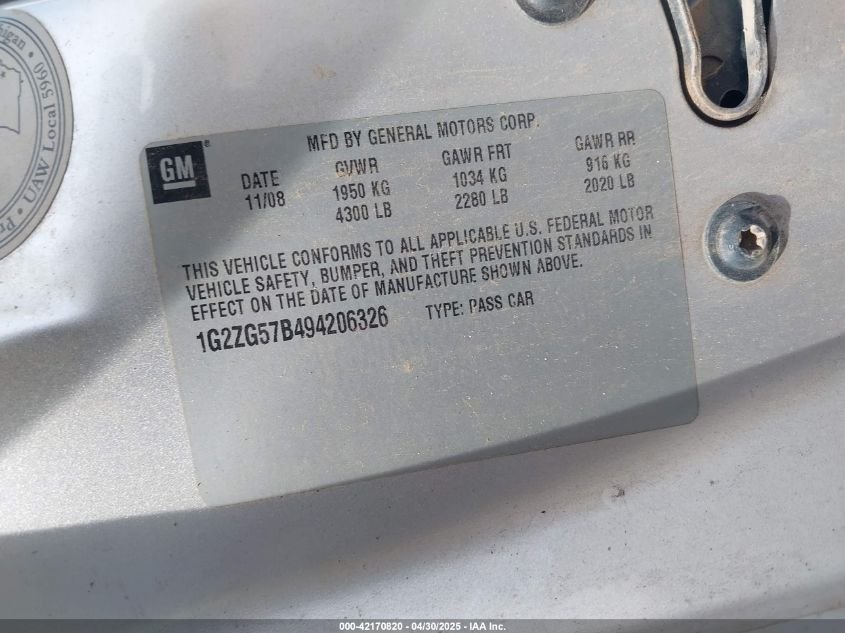 higan
UAW Local 5960
GM
MFD BY GENERAL MOTORS CORP.
DATE GVWR GAWR FRT GAWR RR
11/08 1950 KG 1034 KG 916 KG
4300 LB 2280 LB 2020 LB
THIS VEHICLE CONFORMS TO ALL APPLICABLE U.S. FEDERAL MOTOR
VEHICLE SAFETY, BUMPER, AND THEFT PREVENTION STANDARDS IN
EFFECT ON THE DATE OF MANUFACTURE SHOWN ABOVE.
1G2ZG57B494206326 TYPE: PASS CAR
000-42170820 - 04/30/2025 - IAA Inc.